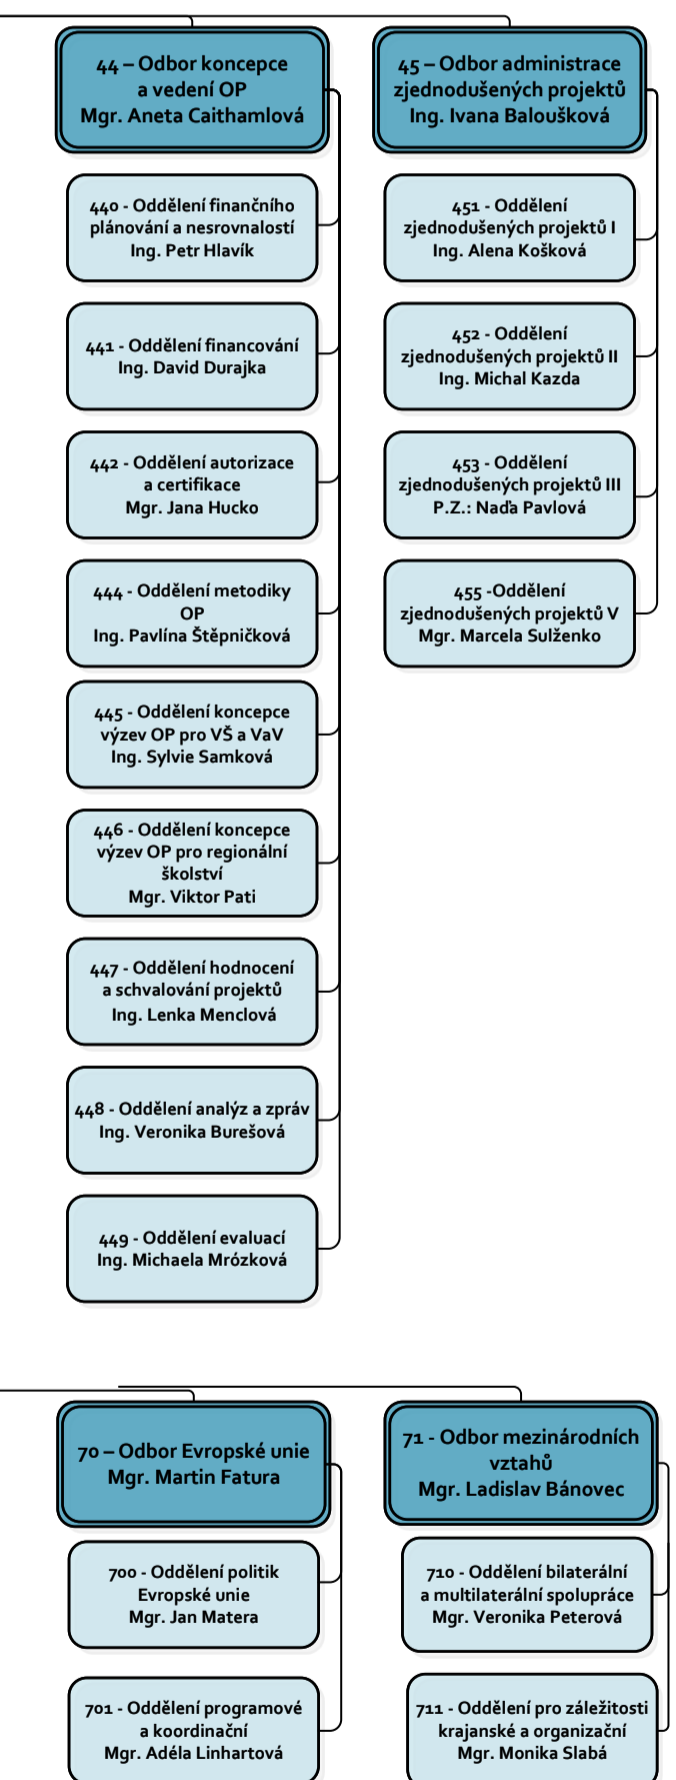 44 – Odbor koncepce
a vedení OP
Mgr. Aneta Caithamlová
440 - Oddělení finančního
plánování a nesrovnalostí
Ing. Petr Hlavík
441 - Oddělení financování
Ing. David Durajka
442 - Oddělení autorizace
a certifikace
Mgr. Jana Hucko
444 - Oddělení metodiky
OP
Ing. Pavlína Štěpničková
445 - Oddělení koncepce
výzev OP pro VŠ a VaV
Ing. Sylvie Samková
446 - Oddělení koncepce
výzev OP pro regionální
školství
Mgr. Viktor Pati
447 - Oddělení hodnocení
a schvalování projektů
Ing. Lenka Menclová
448 - Oddělení analýz a zpráv
Ing. Veronika Burešová
449 - Oddělení evaluací
Ing. Michaela Mrózková
45 – Odbor administrace
zjednodušených projektů
Ing. Ivana Baloušková
451 - Oddělení
zjednodušených projektů I
Ing. Alena Košková
452 - Oddělení
zjednodušených projektů II
Ing. Michal Kazda
453 - Oddělení
zjednodušených projektů III
P.Z.: Naďa Pavlová
455 -Oddělení
zjednodušených projektů V
Mgr. Marcela Sulženko
70 – Odbor Evropské unie
Mgr. Martin Fatura
700 - Oddělení politik
Evropské unie
Mgr. Jan Matera
701 - Oddělení programové
a koordinační
Mgr. Adéla Linhartová
71 - Odbor mezinárodních
vztahů
Mgr. Ladislav Bánovec
710 - Oddělení bilaterální
a multilaterální spolupráce
Mgr. Veronika Peterová
711 - Oddělení pro záležitosti
krajanské a organizační
Mgr. Monika Slabá